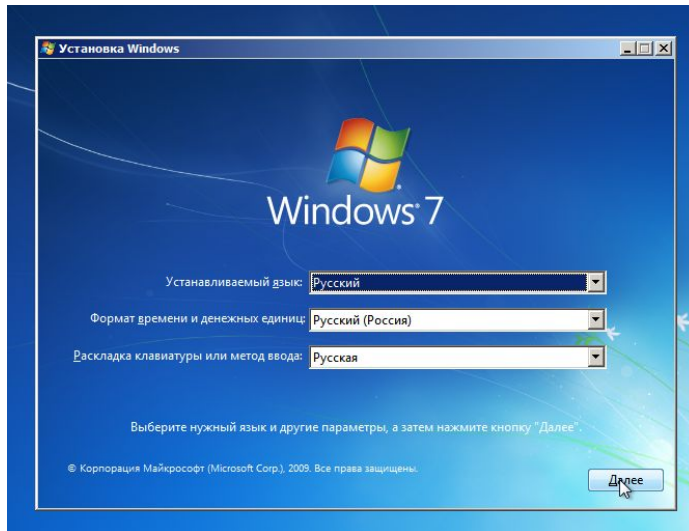 Установка Windows
Windows 7
Устанавливаемый язык: Русский
Формат времени и денежных единиц: Русский (Россия)
Раскладка клавиатуры или метод ввода: Русская
Выберите нужный язык и другие параметры, а затем нажмите кнопку "Далее".
© Корпорация Майкрософт (Microsoft Corp.), 2009. Все права защищены.
Далее